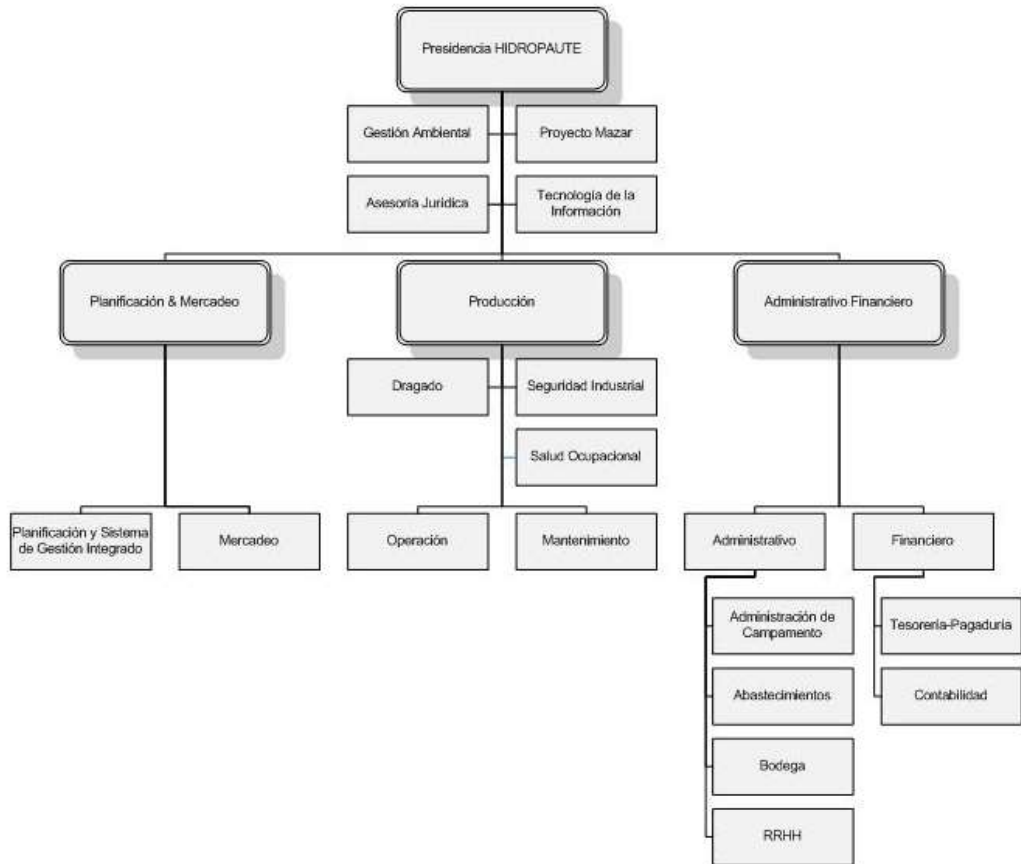 Presidencia HIDROPAUTE
Gestión Ambiental
Proyecto Mazar
Asesoría Jurídica
Tecnología de la
Información
Planificación & Mercadeo
Producción
Administrativo Financiero
Dragado
Seguridad Industrial
Salud Ocupacional
Planificación y Sistema
de Gestión Integrado
Mercadeo
Operación
Mantenimiento
Administrativo
Financiero
Administración de
Campamento
Tesorería-Pagaduría
Abastecimientos
Contabilidad
Bodega
RRHH